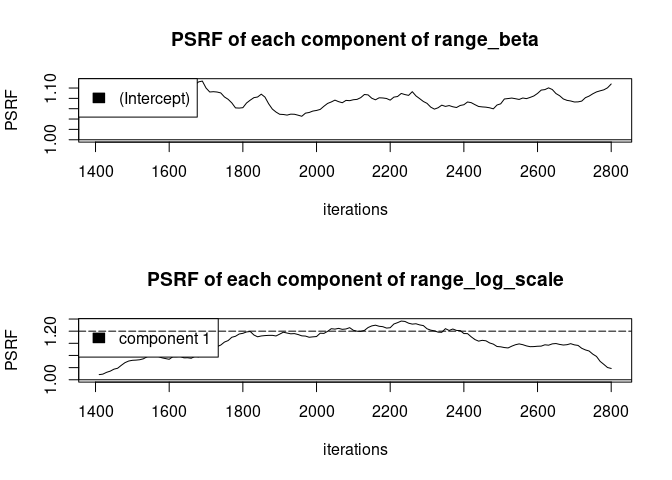 PSRF of each component of range_beta
PSRF
1.10
1.00
(Intercept)
1400 1600 1800 2000 2200 2400 2600 2800
iterations
PSRF of each component of range_log_scale
PSRF
1.20
1.00
component 1
1400 1600 1800 2000 2200 2400 2600 2800
iterations